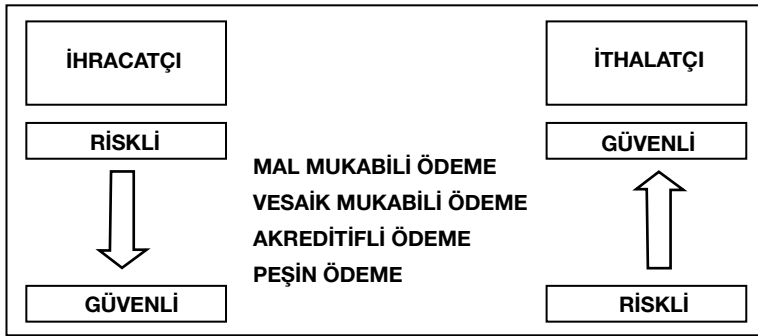 İHRACATÇI
İTHALATÇI
RİSKLİ
GÜVENLİ
MAL MUKABİLİ ÖDEME
VESAİK MUKABİLİ ÖDEME
AKREDİTİFLİ ÖDEME
PEŞİN ÖDEME
GÜVENLİ
RİSKLİ